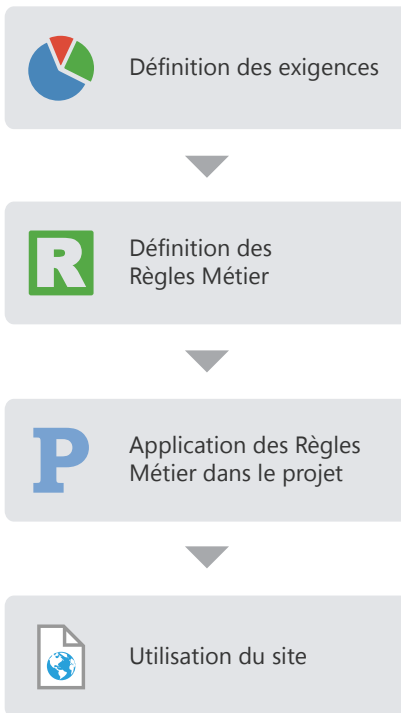 Définition des exigences
R
Définition des
Règles Métier
P
Application des Règles
Métier dans le projet
Utilisation du site